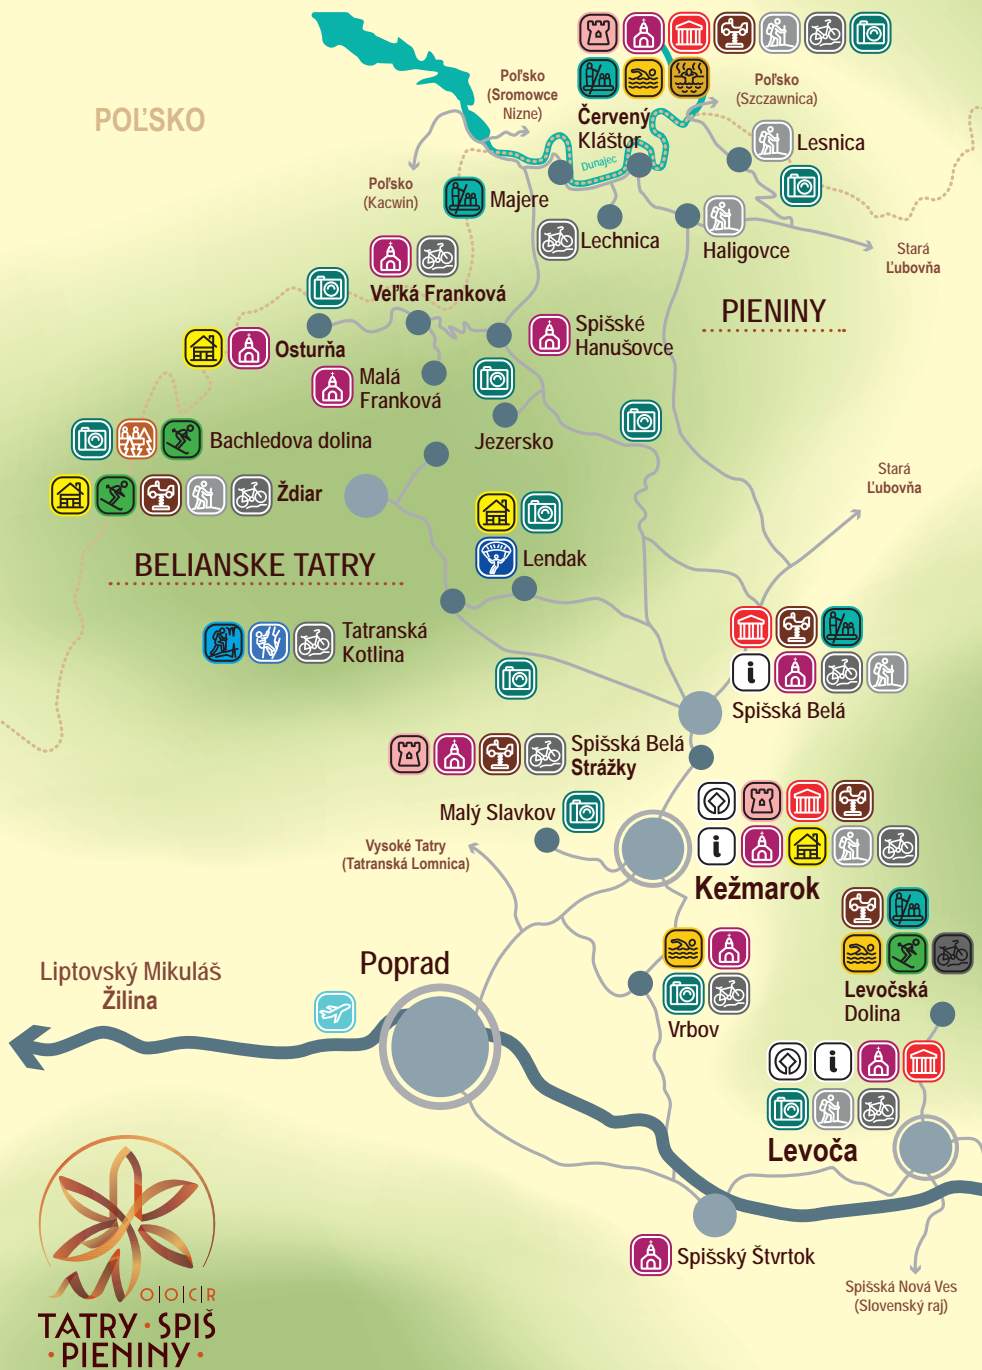 POĽSKO
Poľsko
(Sromowce
Nizne)
Poľsko
(Szczawnica)
Červený
Kláštor
Dunajec
Lesnica
Poľsko
(Kacwin)
Majere
Lechnica
Haligovce
Stará
Ľubovňa
Veľká Franková
PIENINY
Osturňa
Spišské
Hanušovce
Malá
Franková
Jezersko
Bachledova dolina
Ždiar
Stará
Ľubovňa
BELIANSKE TATRY
Lendak
Tatranská
Kotlina
i
Spišská Belá
Spišská Belá
Strážky
Malý Slavkov
Vysoké Tatry
(Tatranská Lomnica)
i
Kežmarok
Poprad
Liptovský Mikuláš
Žilina
Vrbov
Levočská
Dolina
i
Levoča
Spišský Štvrtok
Spišská Nová Ves
(Slovenský raj)
O|O|C|R
TATRY · SPIŠ
· PIENINY ·